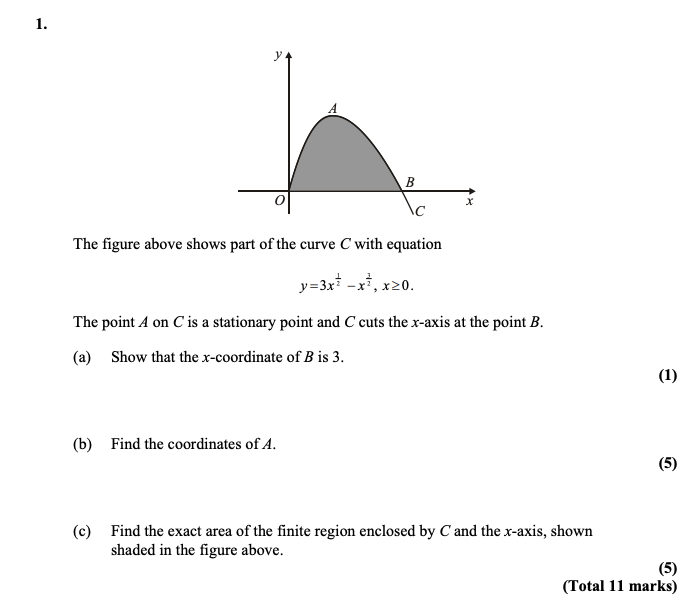 1.
y
A
B
O
x
C
The figure above shows part of the curve C with equation
y=3x^{1/2} −x^{3/2}, x≥0.
The point A on C is a stationary point and C cuts the x-axis at the point B.
(a) Show that the x-coordinate of B is 3.
(1)
(b) Find the coordinates of A.
(5)
(c) Find the exact area of the finite region enclosed by C and the x-axis, shown
shaded in the figure above.
(5)
(Total 11 marks)